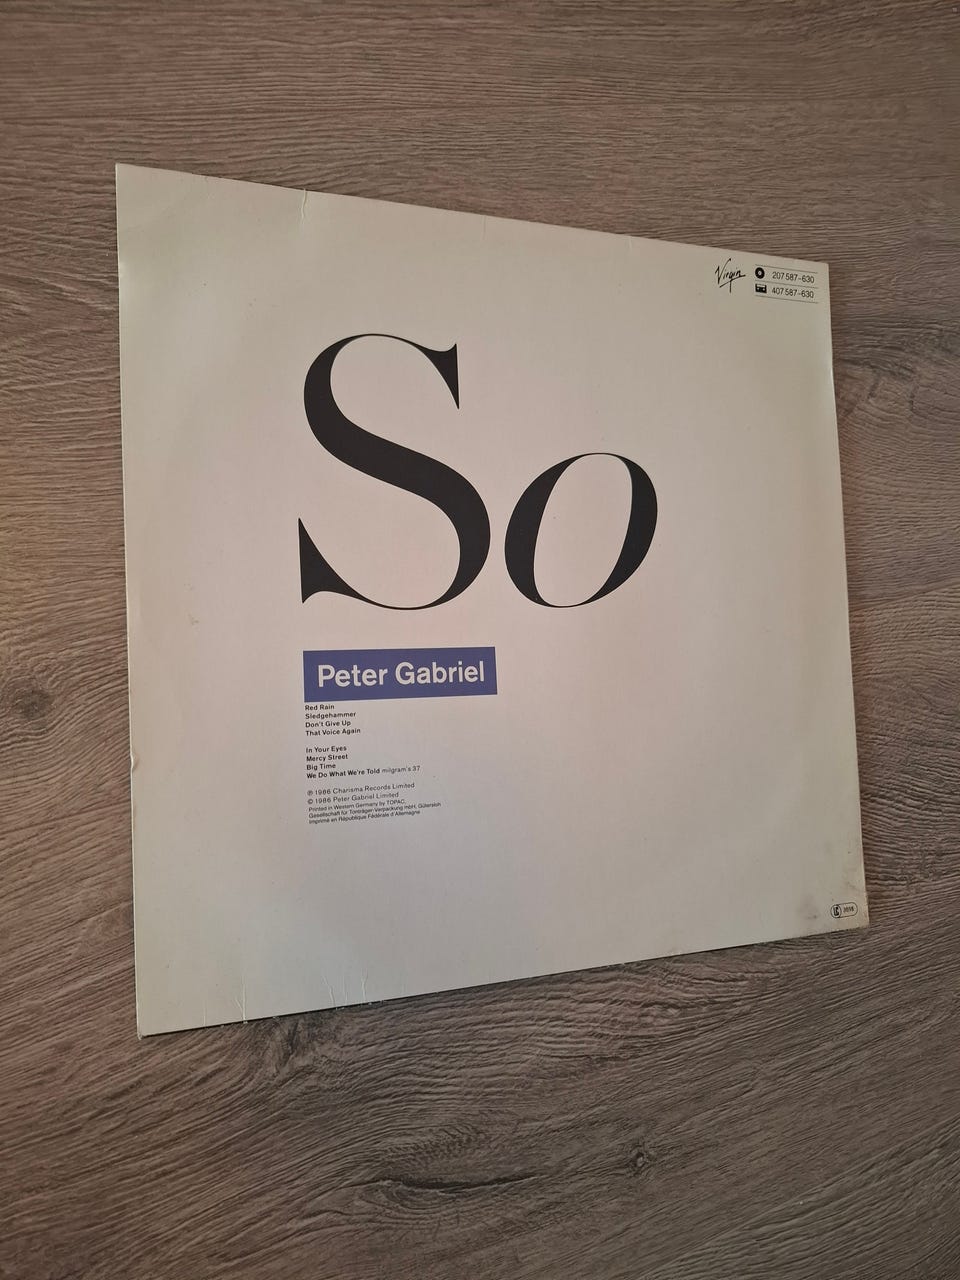 Virgin
207 587-630
407 587-630
So
Peter Gabriel
Red Rain
Sledgehammer
Don't Give Up
That Voice Again
In Your Eyes
Mercy Street
Big Time
We Do What We're Told milgram's 37
℗ 1986 Charisma Records Limited
© 1986 Peter Gabriel Limited
Printed in Western Germany by TOPAC,
Gesellschaft für Tonträger-Verpackung mbH, Gütersloh
Imprimé en République Fédérale d'Allemagne
LC